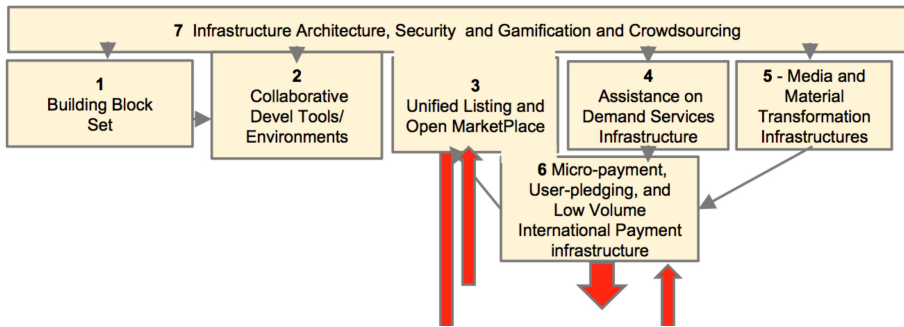 7 Infrastructure Architecture, Security and Gamification and Crowdsourcing
1
Building Block
Set
2
Collaborative
Devel Tools/
Environments
3
Unified Listing and
Open MarketPlace
4
Assistance on
Demand Services
Infrastructure
5 - Media and
Material
Transformation
Infrastructures
6 Micro-payment,
User-pledging, and
Low Volume
International Payment
infrastructure